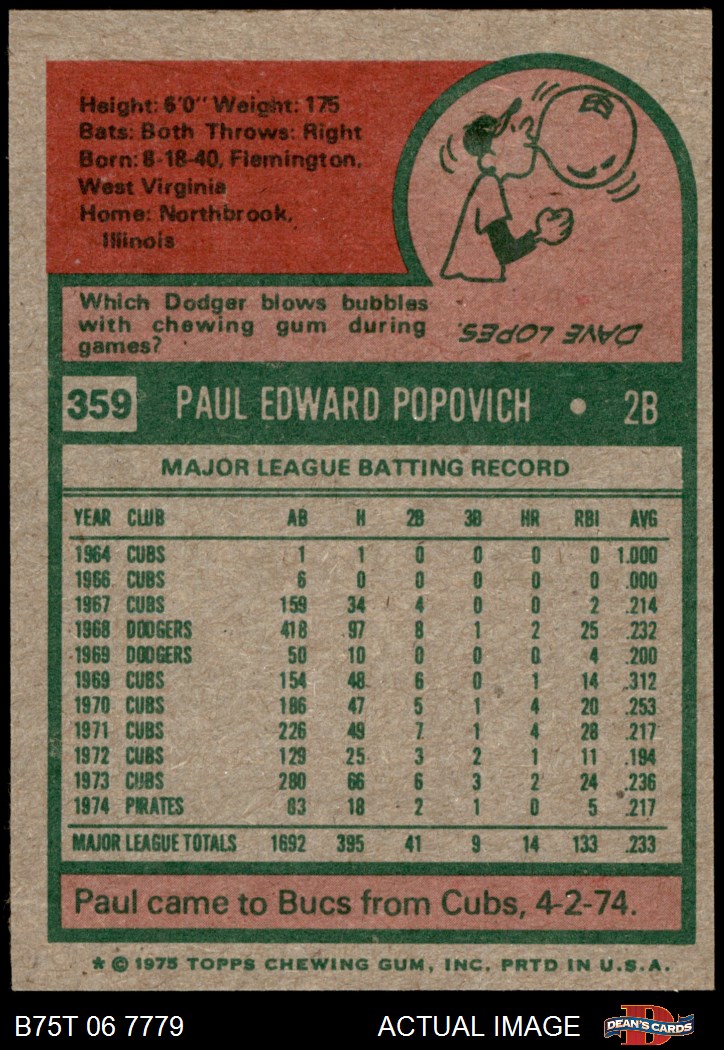 Height: 6'0" Weight: 175
Bats: Both Throws: Right
Born: 8-18-40, Flemington,
West Virginia
Home: Northbrook,
Illinois
Which Dodger blows bubbles
with chewing gum during
games?
DAVE LOPES.
359 PAUL EDWARD POPOVICH • 2B
MAJOR LEAGUE BATTING RECORD
YEAR CLUB AB H 2B 3B HR RBI AVG
1964 CUBS 1 1 0 0 0 0 1.000
1966 CUBS 6 0 0 0 0 0 .000
1967 CUBS 159 34 4 0 0 2 .214
1968 DODGERS 418 97 8 1 2 25 .232
1969 DODGERS 50 10 0 0 0 4 .200
1969 CUBS 154 48 6 0 1 14 .312
1970 CUBS 186 47 5 1 4 20 .253
1971 CUBS 226 49 7 1 4 28 .217
1972 CUBS 129 25 3 2 1 11 .194
1973 CUBS 280 66 6 3 2 24 .236
1974 PIRATES 83 18 2 1 0 5 .217
MAJOR LEAGUE TOTALS 1692 395 41 9 14 133 .233
Paul came to Bucs from Cubs, 4-2-74.
* © 1975 TOPPS CHEWING GUM, INC. PRTD IN U.S.A.
B75T 06 7779 ACTUAL IMAGE DEAN'S CARDS